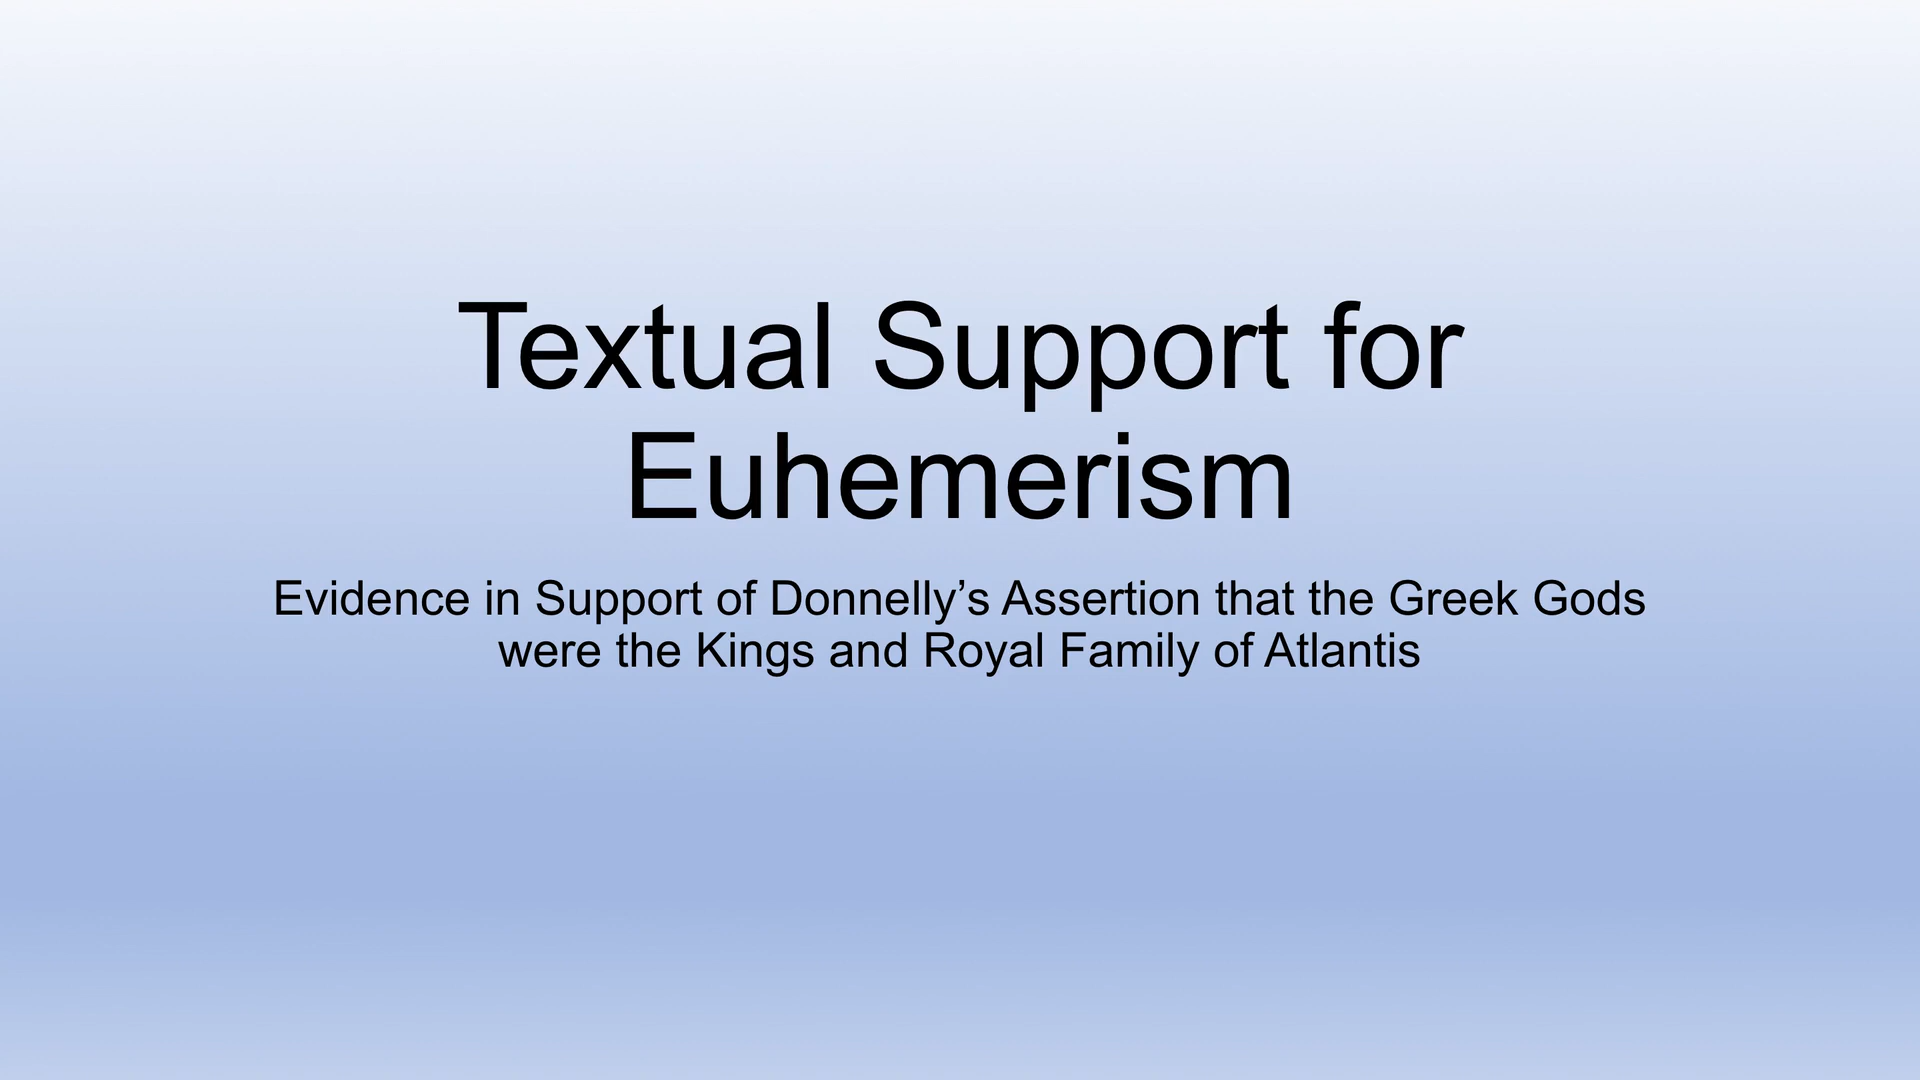 Textual Support for
Euhemerism
Evidence in Support of Donnelly’s Assertion that the Greek Gods
were the Kings and Royal Family of Atlantis